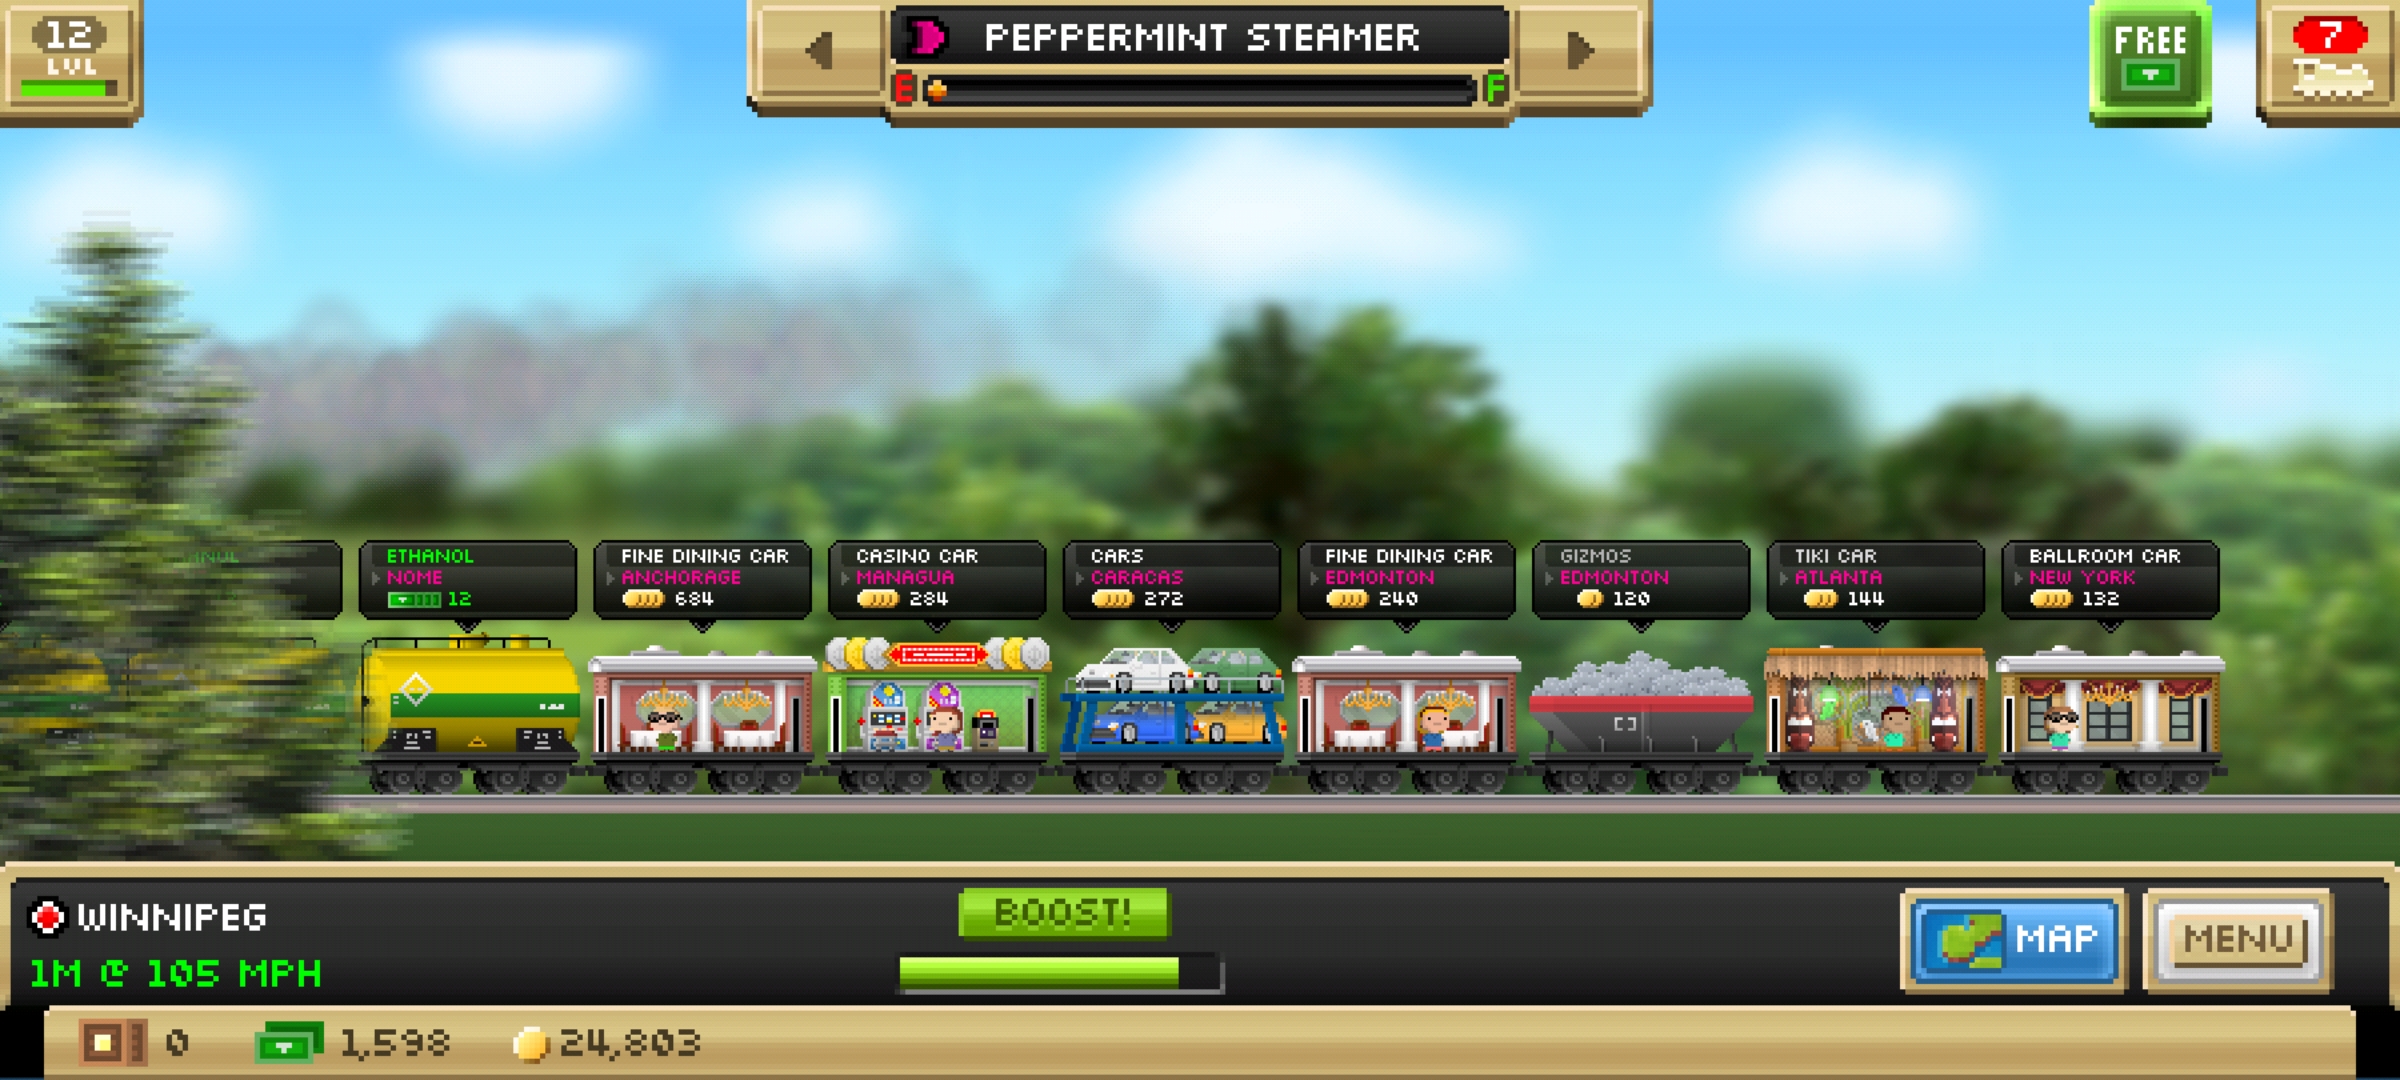 12
LVL
PEPPERMINT STEAMER
E
F
FREE
7
ETHANOL
NOME
12
FINE DINING CAR
ANCHORAGE
684
CASINO CAR
MANAGUA
284
CARS
CARACAS
272
FINE DINING CAR
EDMONTON
240
GIZMOS
EDMONTON
120
TIKI CAR
ATLANTA
144
BALLROOM CAR
NEW YORK
132
WINNIPEG
1M @ 105 MPH
BOOST!
MAP
MENU
0
1,598
24,803